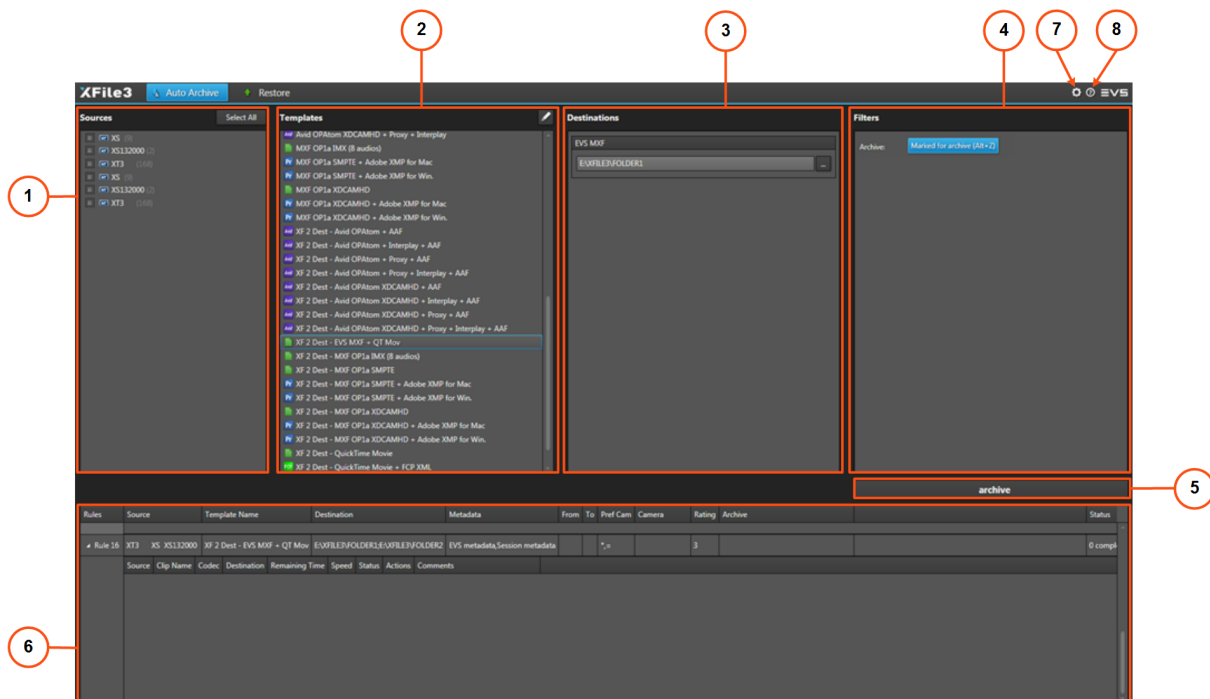 2
3
4
7
8
XFile3
Auto Archive
Restore
EVS
Sources
Select All
XS (9)
XS132000 (2)
XT3 (168)
XS (9)
XS132000 (2)
XT3 (168)
1
Templates
Avid OPAtom XDCAMHD + Proxy + Interplay
MXF OP1a IMX (8 audios)
MXF OP1a SMPTE + Adobe XMP for Mac
MXF OP1a SMPTE + Adobe XMP for Win.
MXF OP1a XDCAMHD
MXF OP1a XDCAMHD + Adobe XMP for Mac
MXF OP1a XDCAMHD + Adobe XMP for Win.
XF 2 Dest - Avid OPAtom + AAF
XF 2 Dest - Avid OPAtom + Interplay + AAF
XF 2 Dest - Avid OPAtom + Proxy + AAF
XF 2 Dest - Avid OPAtom + Proxy + Interplay + AAF
XF 2 Dest - Avid OPAtom XDCAMHD + AAF
XF 2 Dest - Avid OPAtom XDCAMHD + Interplay + AAF
XF 2 Dest - Avid OPAtom XDCAMHD + Proxy + AAF
XF 2 Dest - Avid OPAtom XDCAMHD + Proxy + Interplay + AAF
XF 2 Dest - EVS MXF + QT Mov
XF 2 Dest - MXF OP1a IMX (8 audios)
XF 2 Dest - MXF OP1a SMPTE
XF 2 Dest - MXF OP1a SMPTE + Adobe XMP for Mac
XF 2 Dest - MXF OP1a SMPTE + Adobe XMP for Win.
XF 2 Dest - MXF OP1a XDCAMHD
XF 2 Dest - MXF OP1a XDCAMHD + Adobe XMP for Mac
XF 2 Dest - MXF OP1a XDCAMHD + Adobe XMP for Win.
XF 2 Dest - QuickTime Movie
XF 2 Dest - QuickTime Movie + FCP XML
Destinations
EVS MXF
E:\XFILE3\FOLDER1
...
Filters
Archive: Marked for archive (Alt+Z)
archive
5
Rules Source Template Name Destination Metadata From To Pref Cam Camera Rating Archive Status
Rule 16 XT3 XS XS132000 XF 2 Dest - EVS MXF + QT Mov E:\XFILE3\FOLDER1;E:\XFILE3\FOLDER2 EVS metadata,Session metadata *,= 3 0 compl
Source Clip Name Codec Destination Remaining Time Speed Status Actions Comments
6